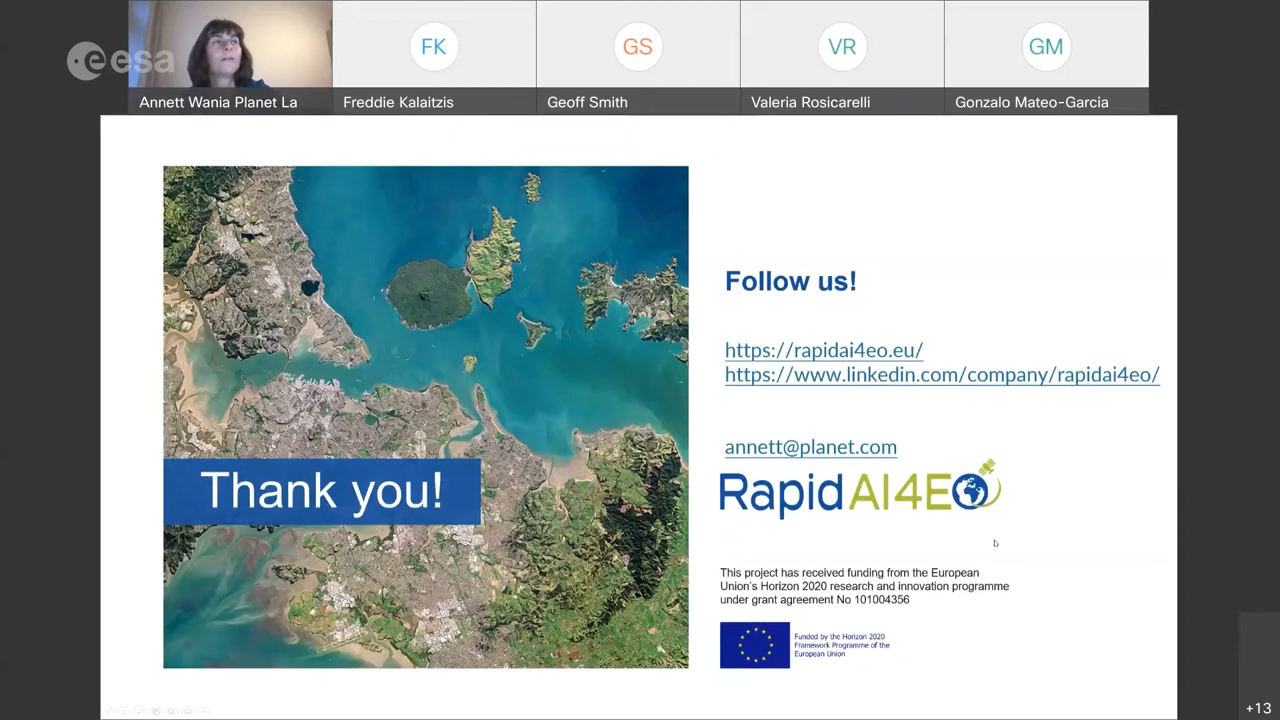 esa
FK
GS
VR
GM
Annett Wania Planet La
Freddie Kalaitzis
Geoff Smith
Valeria Rosicarelli
Gonzalo Mateo-Garcia
Follow us!
https://rapidai4eo.eu/
https://www.linkedin.com/company/rapidai4eo/
annett@planet.com
Thank you!
RapidAI4EO
This project has received funding from the European
Union's Horizon 2020 research and innovation programme
under grant agreement No 101004356
Funded by the Horizon 2020
Framework Programme of the
European Union
+13